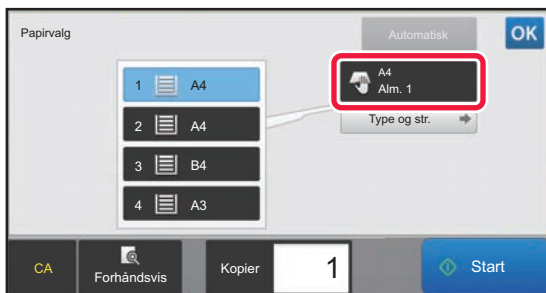 Papirvalg
Automatisk
OK
1 A4
2 A4
3 B4
4 A3
A4
Alm. 1
Type og str.
CA
Forhåndsvis
Kopier
1
Start